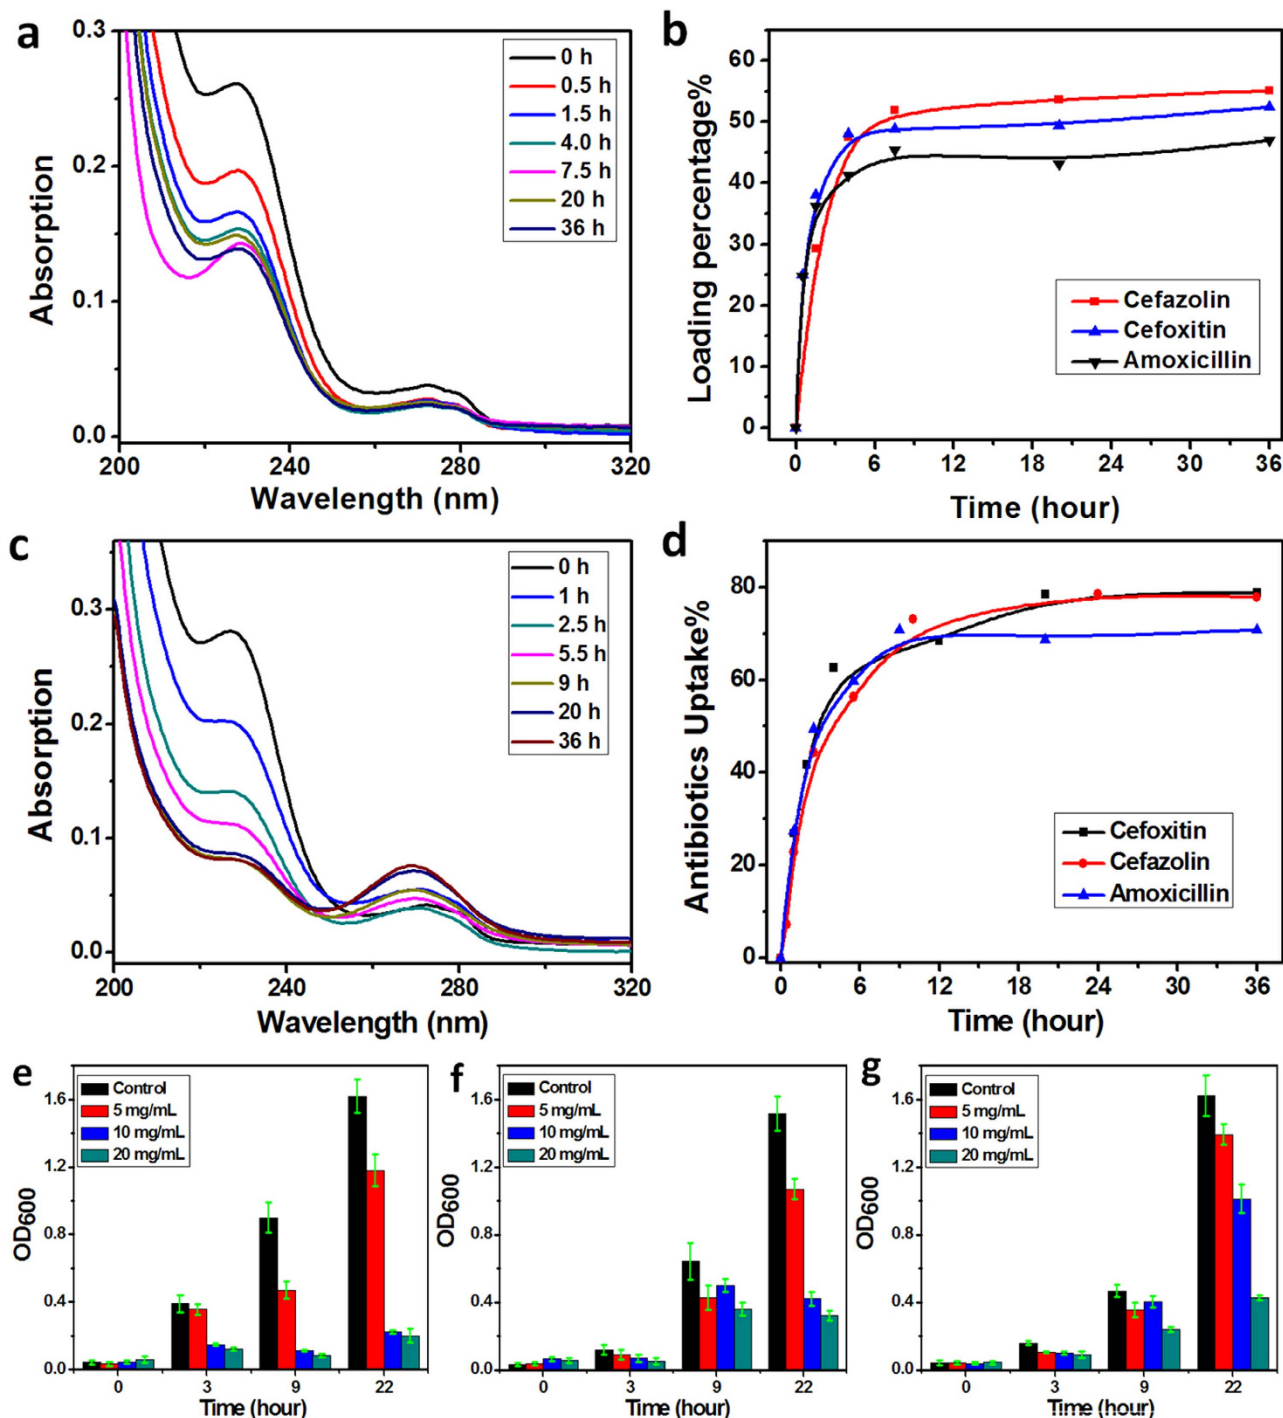 a
0.3
0.2
0.1
0.0
Absorption
0 h
0.5 h
1.5 h
4.0 h
7.5 h
20 h
36 h
200
240
280
320
Wavelength (nm)
b
60
50
40
30
20
10
0
Loading percentage%
Cefazolin
Cefoxitin
Amoxicillin
0
6
12
18
24
30
36
Time (hour)
c
0.3
0.2
0.1
0.0
Absorption
0 h
1 h
2.5 h
5.5 h
9 h
20 h
36 h
200
240
280
320
Wavelength (nm)
d
80
60
40
20
0
Antibiotics Uptake%
Cefoxitin
Cefazolin
Amoxicillin
0
6
12
18
24
30
36
Time (hour)
e
1.6
1.2
0.8
0.4
0.0
OD600
Control
5 mg/mL
10 mg/mL
20 mg/mL
0
3
9
22
Time (hour)
f
1.6
1.2
0.8
0.4
0.0
OD600
Control
5 mg/mL
10 mg/mL
20 mg/mL
0
3
9
22
Time (hour)
g
1.6
1.2
0.8
0.4
0.0
OD600
Control
5 mg/mL
10 mg/mL
20 mg/mL
0
3
9
22
Time (hour)